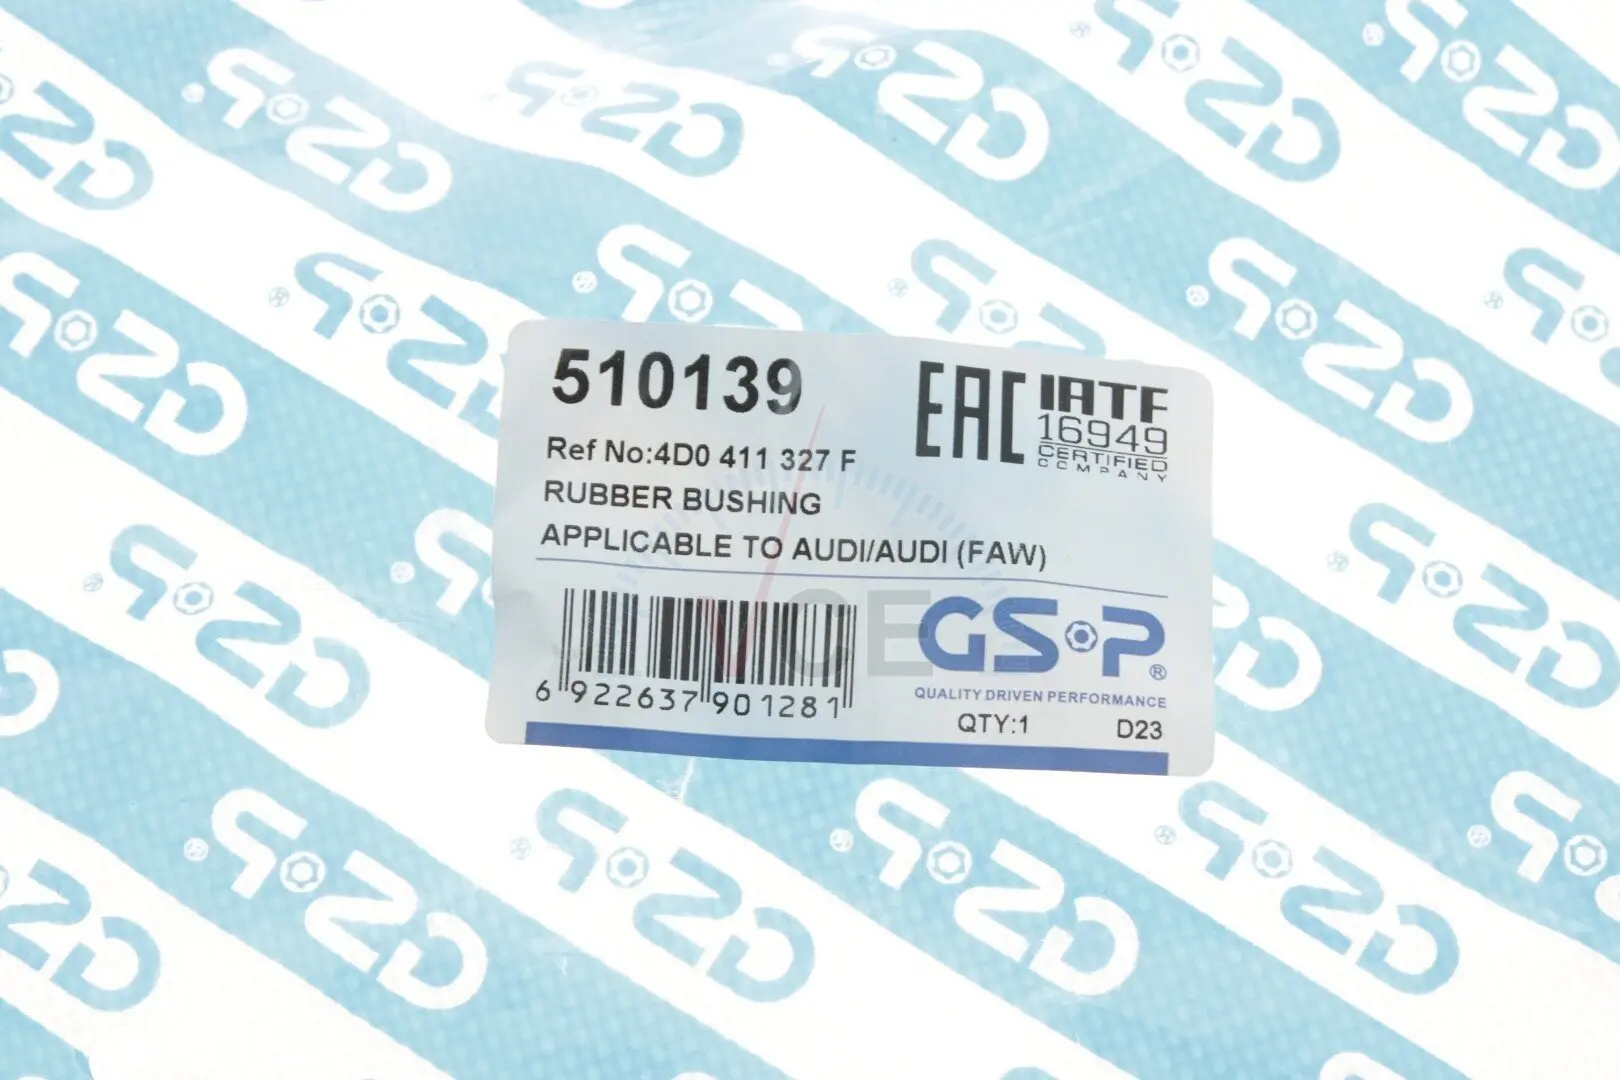 510139
Ref No:4D0 411 327 F
RUBBER BUSHING
APPLICABLE TO AUDI/AUDI (FAW)
EAC
IATF
16949
CERTIFIED
COMPANY
6 922637 901281
GSP®
QUALITY DRIVEN PERFORMANCE
QTY:1 D23